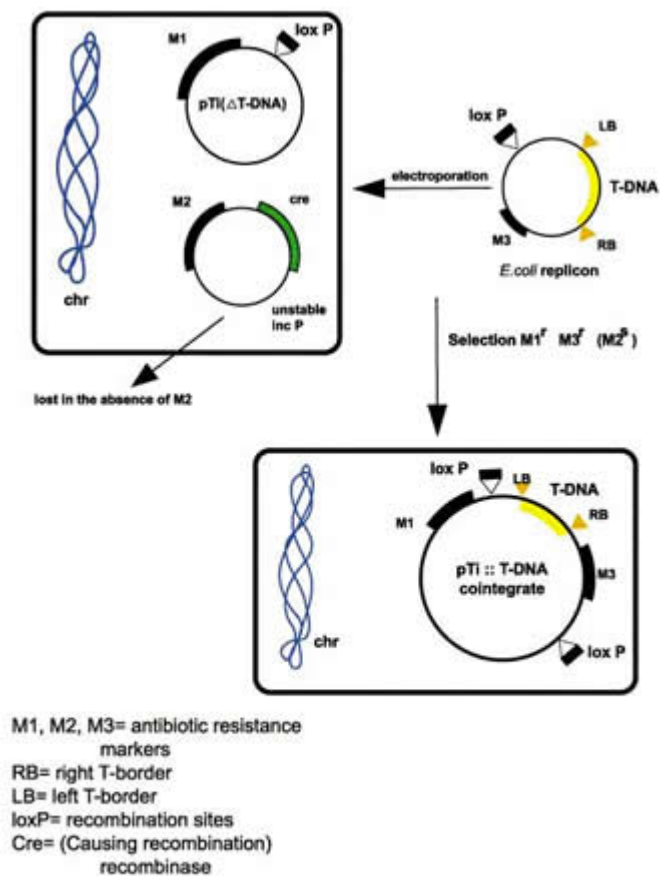 M1
lox P
pTi(△T-DNA)
M2
cre
unstable
inc P
chr
lost in the absence of M2
electroporation
lox P
LB
T-DNA
M3
RB
E.coli replicon
Selection M1ʳ M3ʳ (M2ˢ)
lox P
LB
T-DNA
RB
M1
pTi :: T-DNA
cointegrate
M3
chr
lox P
M1, M2, M3= antibiotic resistance
markers
RB= right T-border
LB= left T-border
loxP= recombination sites
Cre= (Causing recombination)
recombinase